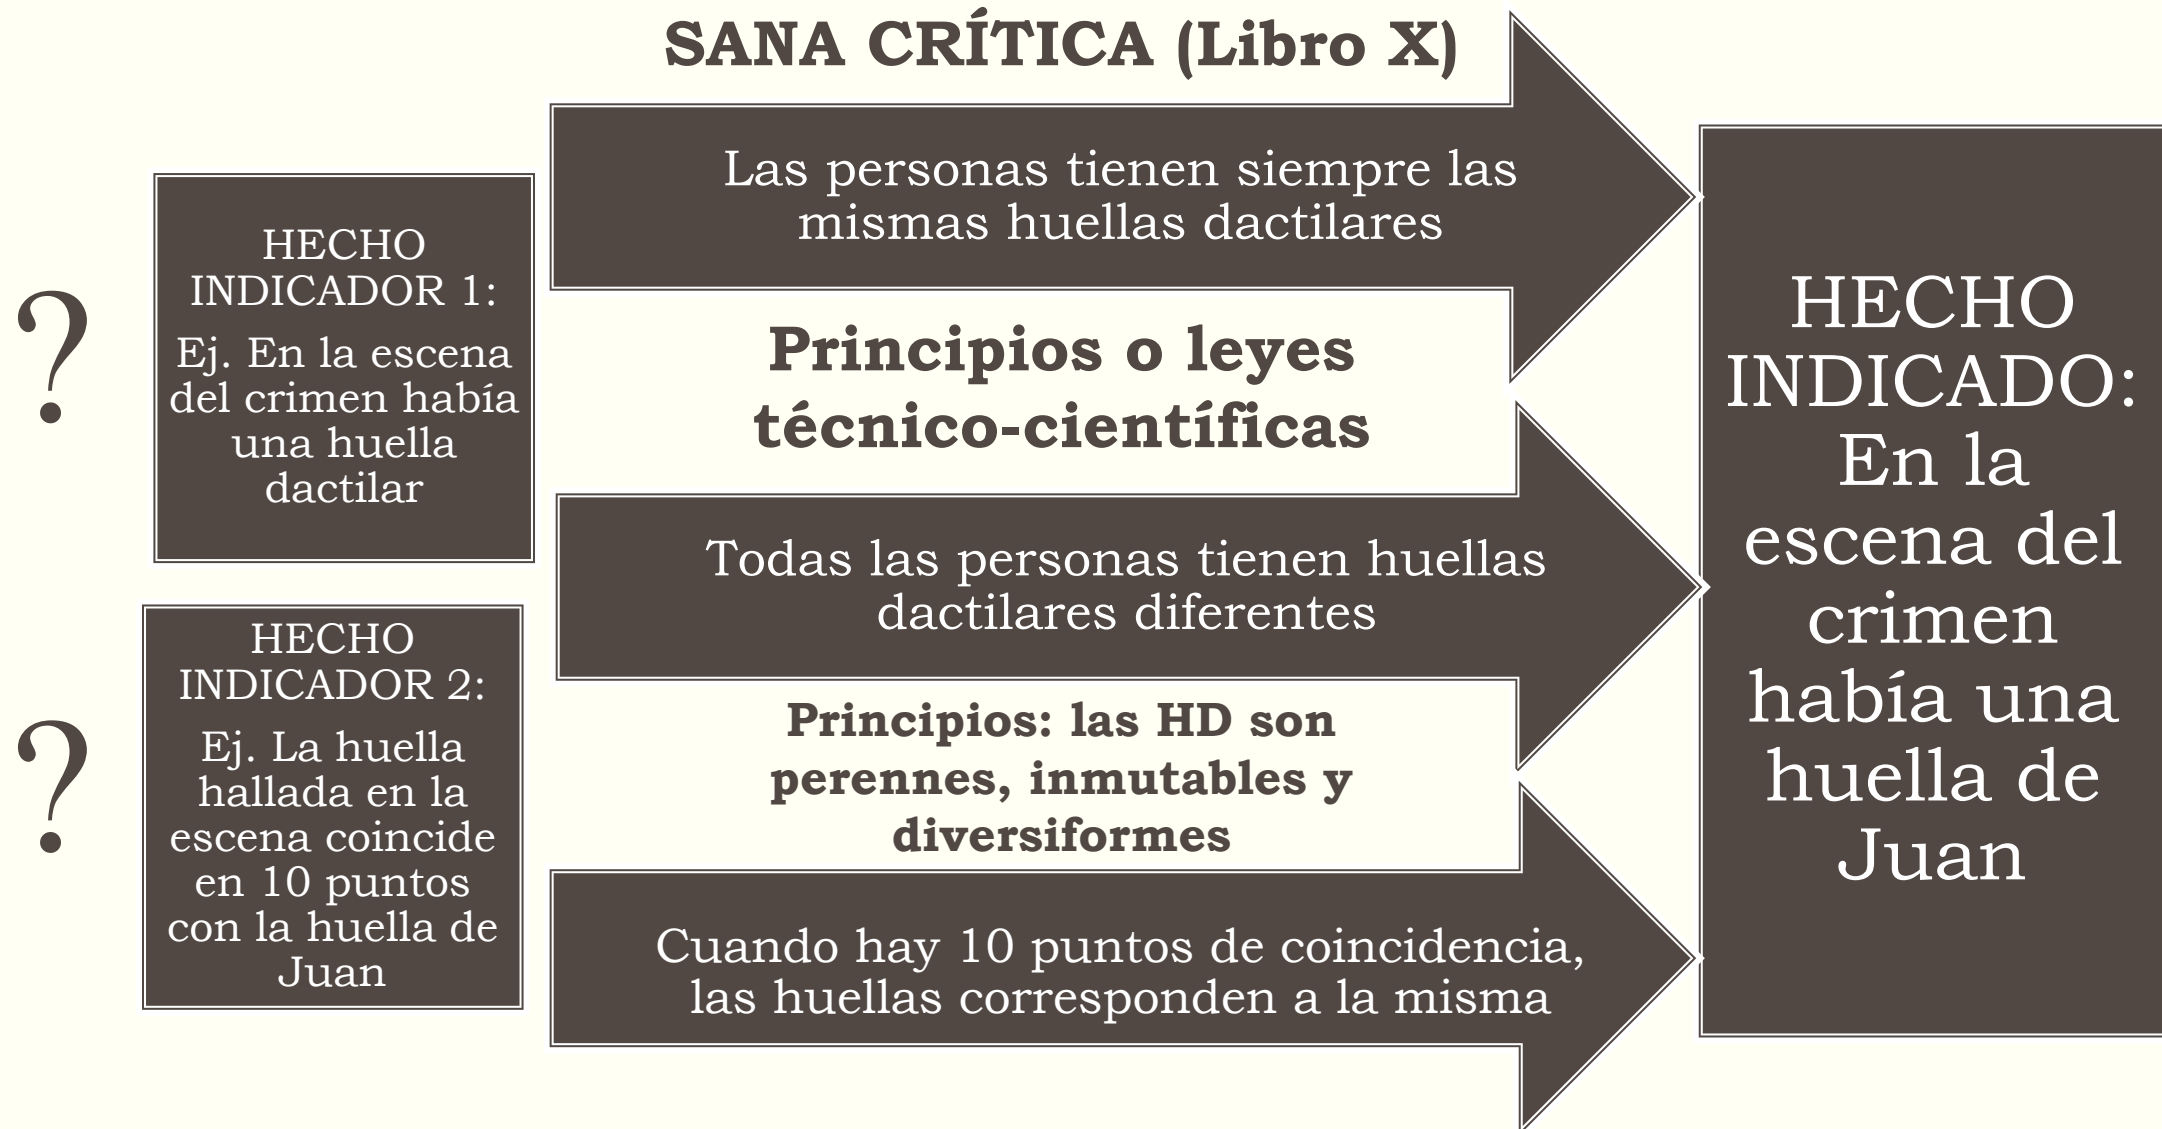 SANA CRÍTICA (Libro X)
?
HECHO
INDICADOR 1:
Ej. En la escena
del crimen había
una huella
dactilar
?
HECHO
INDICADOR 2:
Ej. La huella
hallada en la
escena coincide
en 10 puntos
con la huella de
Juan
Las personas tienen siempre las
mismas huellas dactilares
Principios o leyes
técnico-científicas
Todas las personas tienen huellas
dactilares diferentes
Principios: las HD son
perennes, inmutables y
diversiformes
Cuando hay 10 puntos de coincidencia,
las huellas corresponden a la misma
HECHO
INDICADO:
En la
escena del
crimen
había una
huella de
Juan